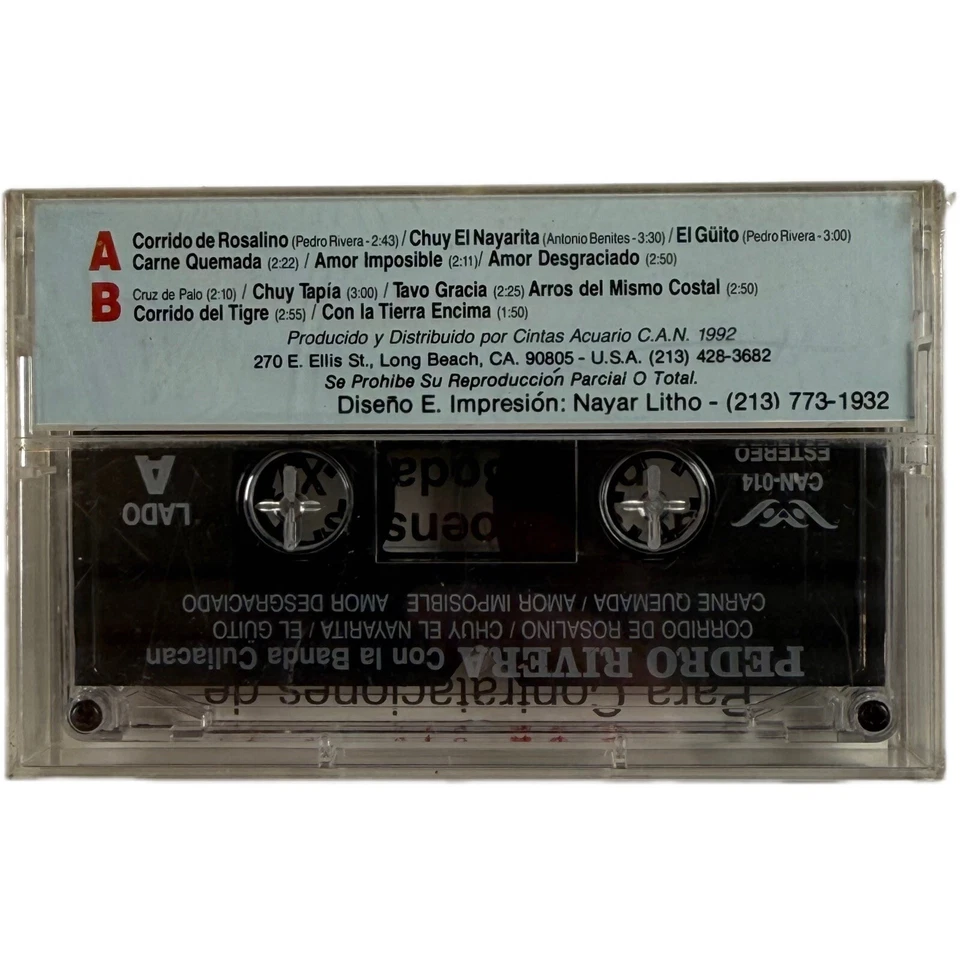 A Corrido de Rosalino (Pedro Rivera - 2:43) / Chuy El Nayarita (Antonio Benites - 3:30) / El Güito (Pedro Rivera - 3:00)
Carne Quemada (2:22) / Amor Imposible (2:11) / Amor Desgraciado (2:50)
B Cruz de Palo (2:10) / Chuy Tapía (3:00) / Tavo Gracia (2:25) Arros del Mismo Costal (2:50)
Corrido del Tigre (2:55) / Con la Tierra Encima (1:50)
Producido y Distribuido por Cintas Acuario C.A.N. 1992
270 E. Ellis St., Long Beach, CA. 90805 - U.S.A. (213) 428-3682
Se Prohibe Su Reproducción Parcial O Total.
Diseño E. Impresión: Nayar Litho - (213) 773-1932
PEDRO RIVERA Con la Banda Culiacan
CORRIDO DE ROSALINO / CHUY EL NAYARITA / EL GÜITO
CARNE QUEMADA / AMOR IMPOSIBLE AMOR DESGRACIADO
LADO
A
CAN-014
ESTEREO
Para Contrataciones de